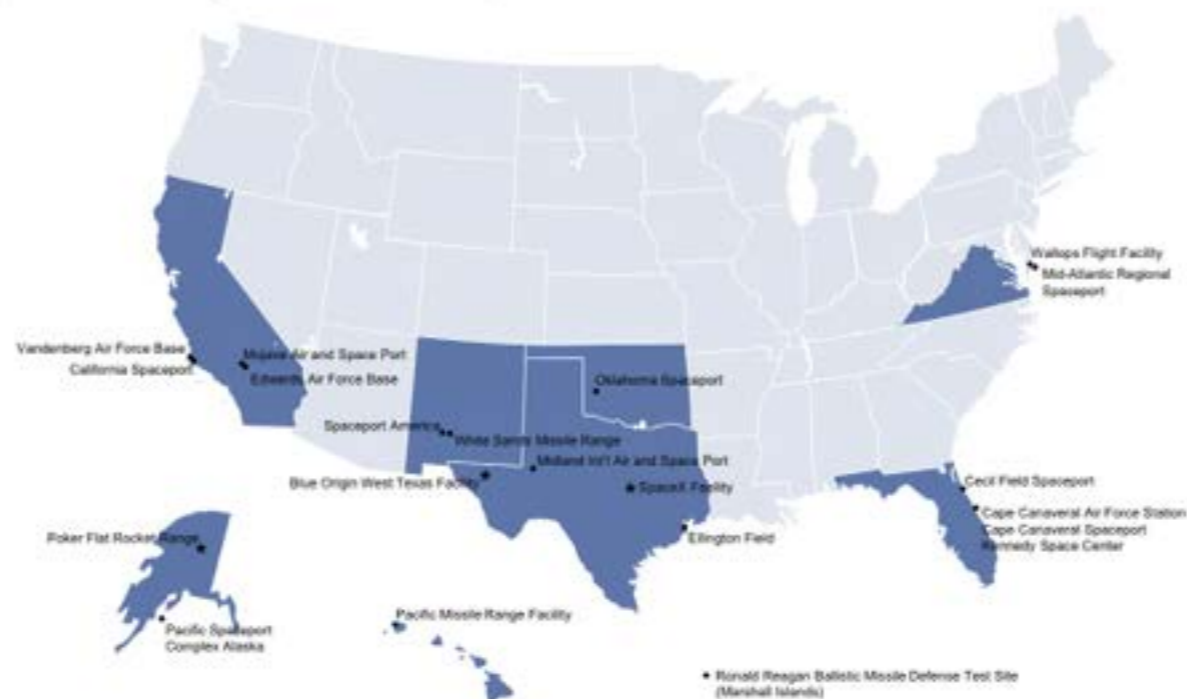 Wallops Flight Facility
Mid-Atlantic Regional
Spaceport
Vandenberg Air Force Base
California Spaceport
Mojave Air and Space Port
Edwards Air Force Base
Oklahoma Spaceport
Spaceport America
White Sands Missile Range
Midland Int'l Air and Space Port
Blue Origin West Texas Facility
SpaceX Facility
Ellington Field
Cecil Field Spaceport
Cape Canaveral Air Force Station
Cape Canaveral Spaceport
Kennedy Space Center
Poker Flat Rocket Range
Pacific Spaceport
Complex Alaska
Pacific Missile Range Facility
Ronald Reagan Ballistic Missile Defense Test Site
(Marshall Islands)